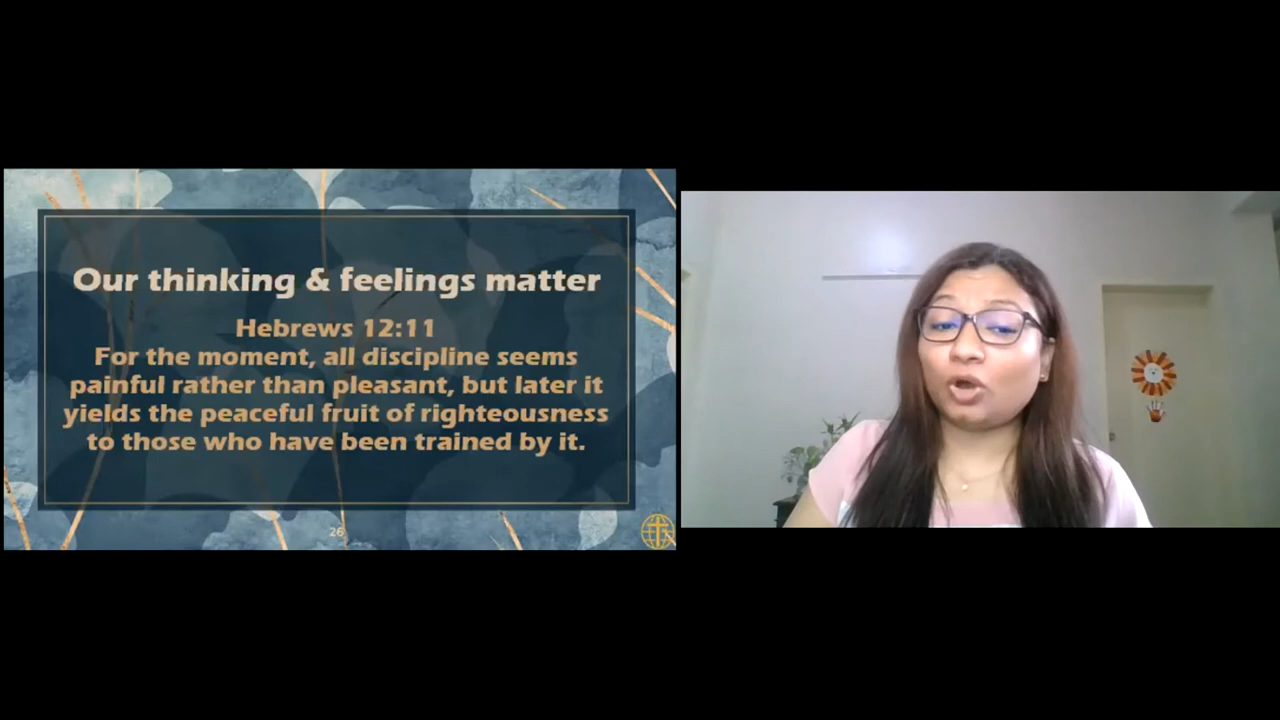 Our thinking & feelings matter
Hebrews 12:11
For the moment, all discipline seems
painful rather than pleasant, but later it
yields the peaceful fruit of righteousness
to those who have been trained by it.
26